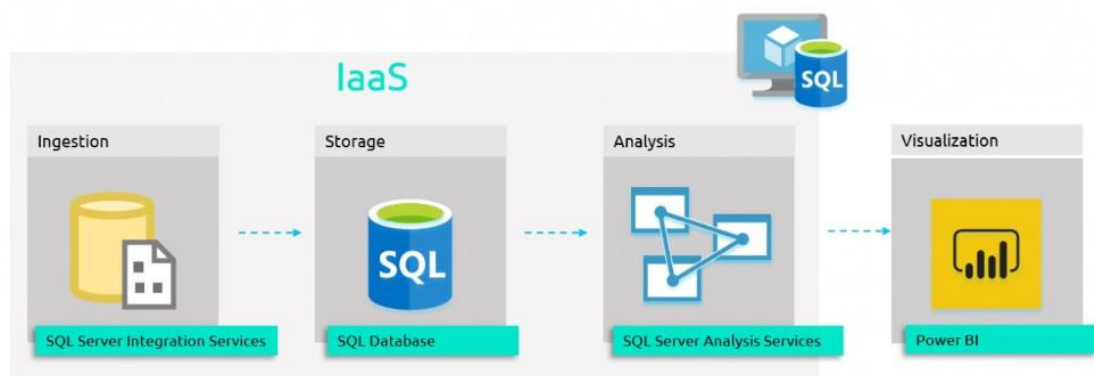 IaaS
SQL
Ingestion
Storage
Analysis
Visualization
SQL
SQL Server Integration Services
SQL Database
SQL Server Analysis Services
Power BI